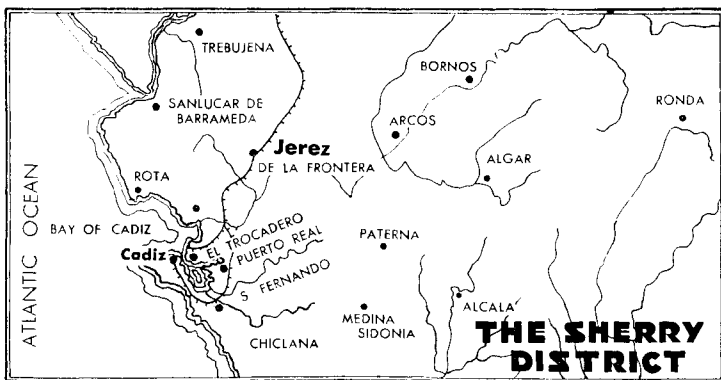 TREBUJENA
BORNOS
SANLUCAR DE
BARRAMEDA
RONDA
ARCOS
Jerez
DE LA FRONTERA
ALGAR
ROTA
ATLANTIC OCEAN
BAY OF CADIZ
EL TROCADERO
PUERTO REAL
PATERNA
Cadiz
S FERNANDO
MEDINA
SIDONIA
ALCALA
CHICLANA
THE SHERRY
DISTRICT